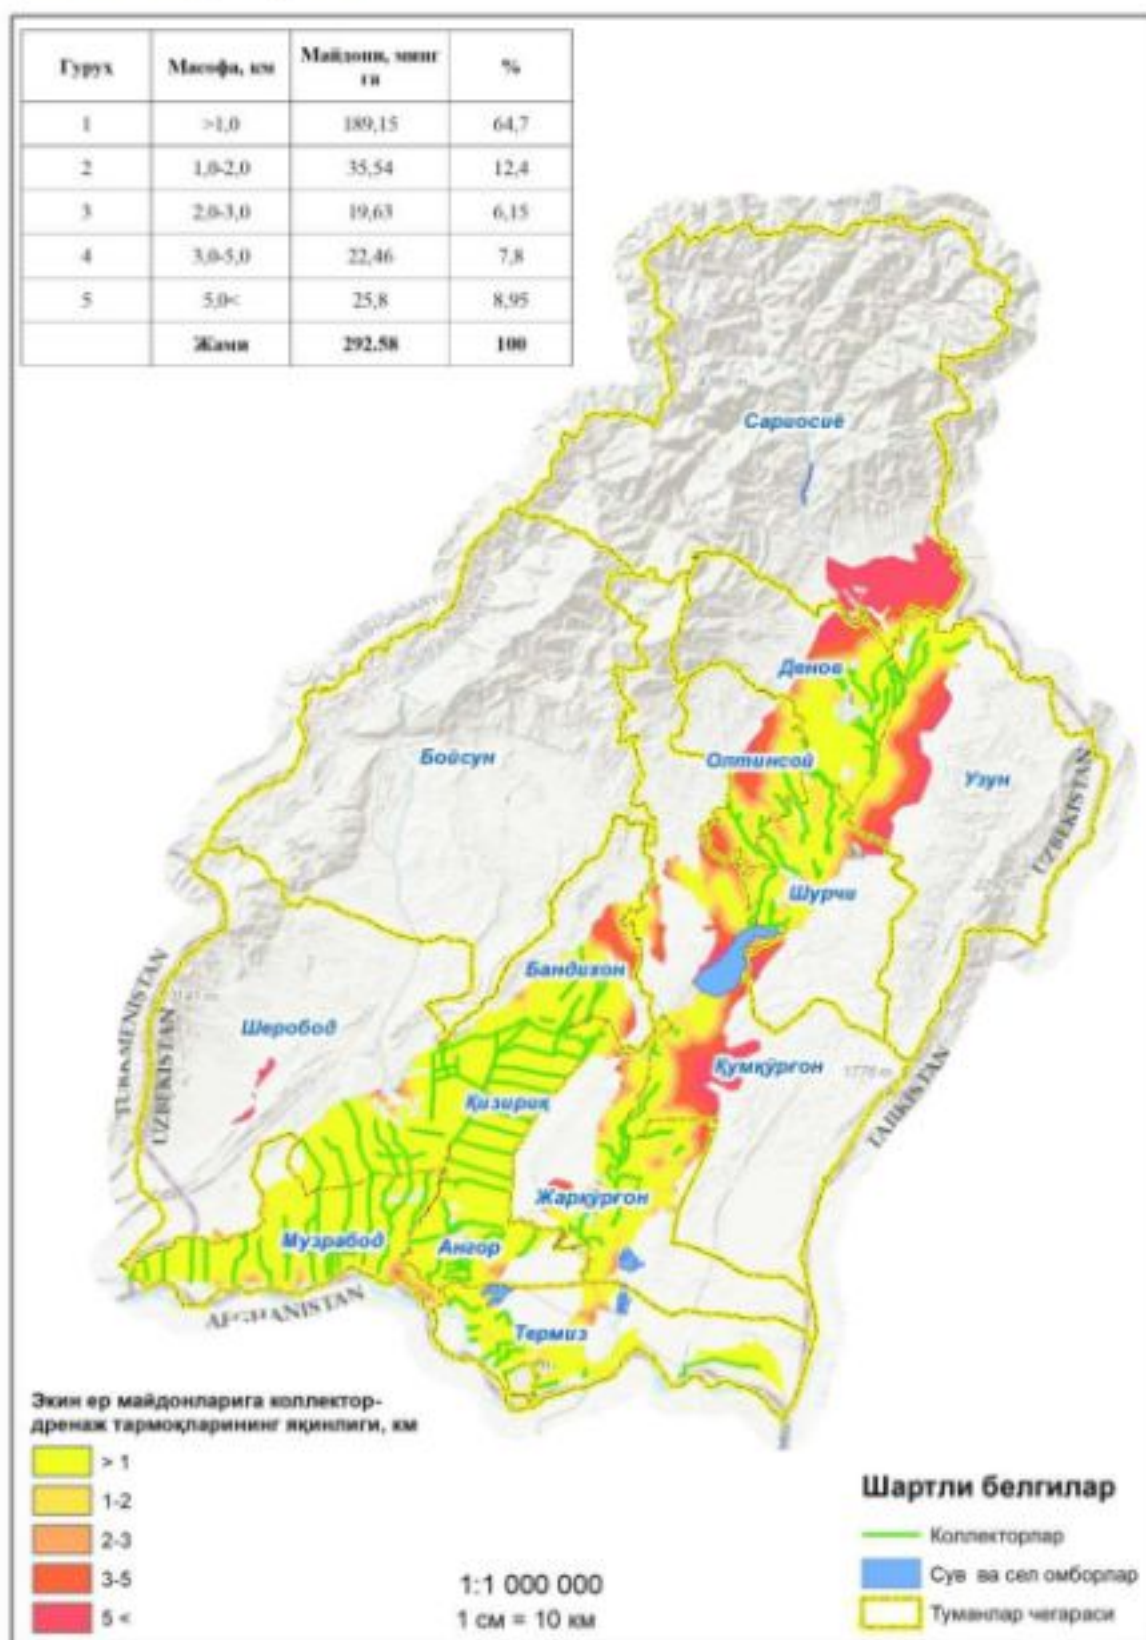 Гурух Масофа, км Майдони, минг га %
1 >1,0 189,15 64,7
2 1,0-2,0 35,54 12,4
3 2,0-3,0 19,63 6,15
4 3,0-5,0 22,46 7,8
5 5,0< 25,8 8,95
Жами 292.58 100
Сариосиё
Денов
Олтинсой
Узун
Бойсун
UZBEKISTAN
Шурчи
Бандихон
TURKMENISTAN
UZBEKISTAN
Шеробод
Қумқўрғон
1776 m
TAJIKISTAN
Қизириқ
Жарқўрғон
Музрабод
Ангор
AFGHANISTAN
Термиз
Экин ер майдонларига коллектор-
дренаж тармоқларининг яқинлиги, км
> 1
1-2
2-3
3-5
5 <
1:1 000 000
1 см = 10 км
Шартли белгилар
Коллекторлар
Сув ва сел омборлар
Туманлар чегараси